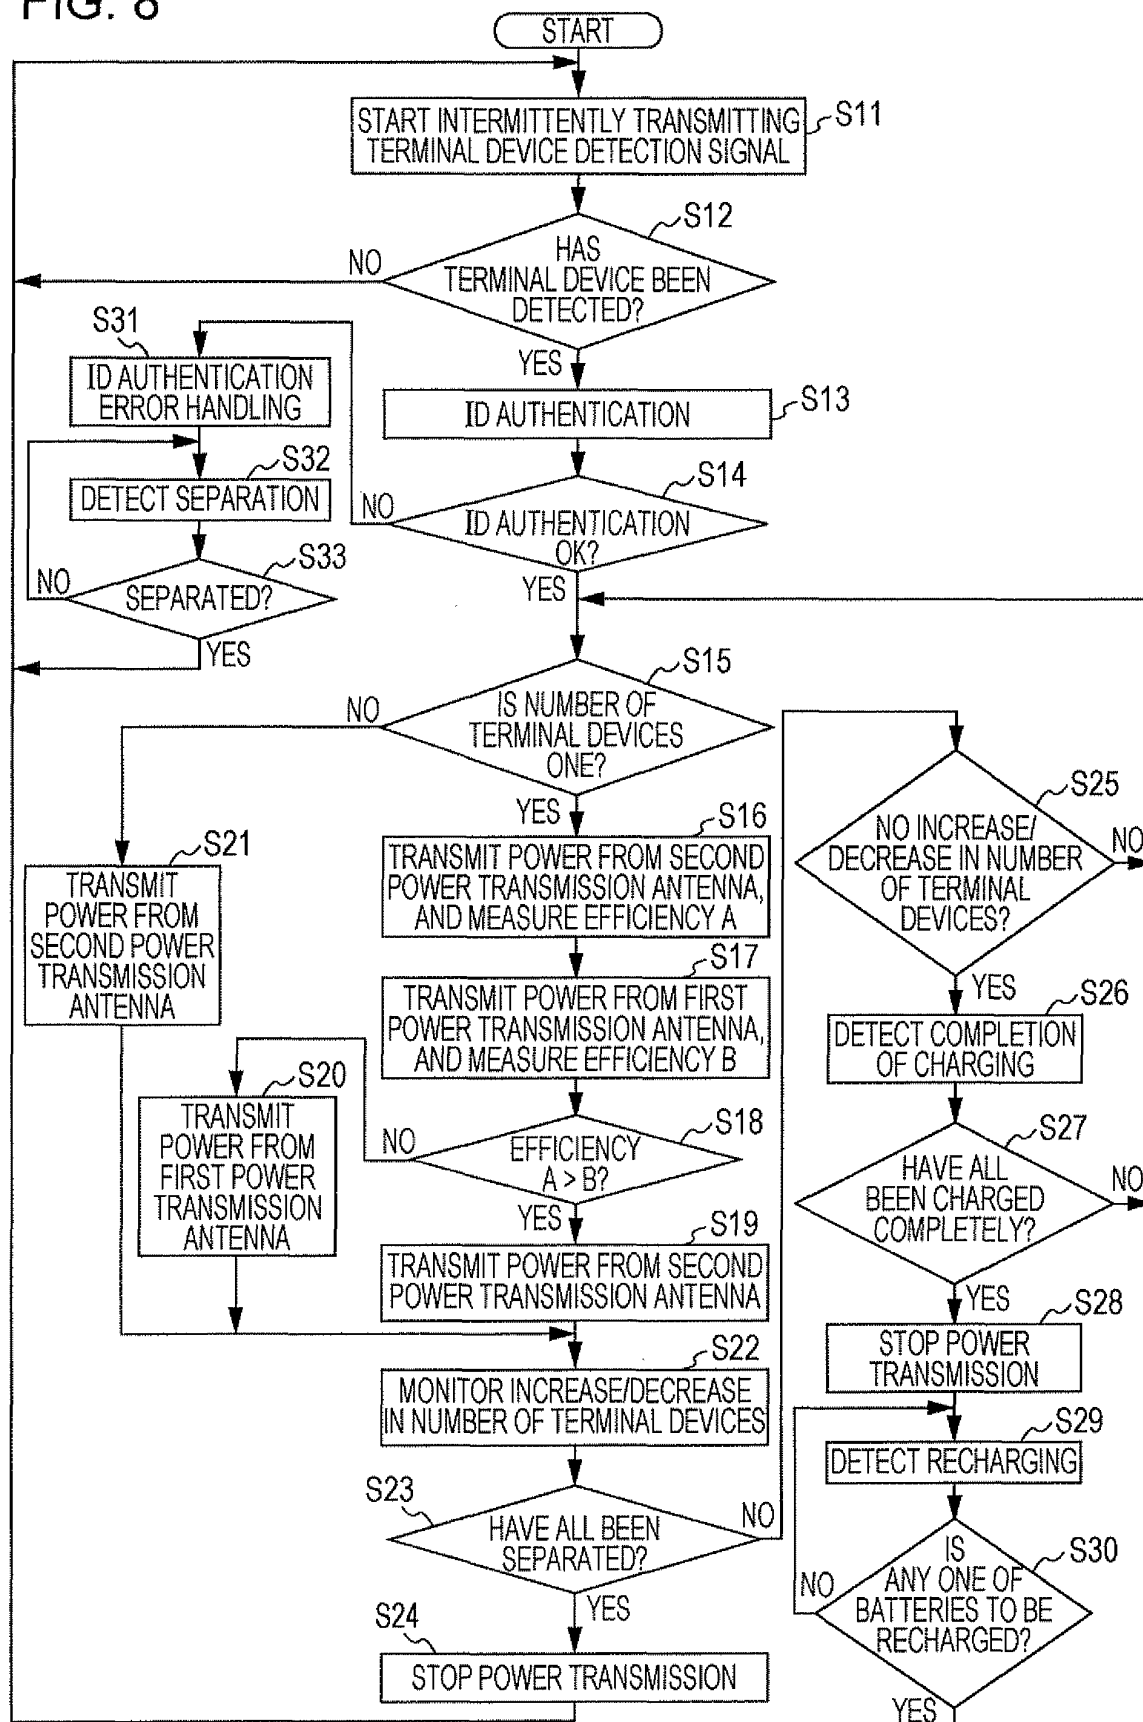 FIG. 8
START
START INTERMITTENTLY TRANSMITTING
TERMINAL DEVICE DETECTION SIGNAL
S11
S12
HAS
TERMINAL DEVICE BEEN
DETECTED?
NO
YES
S31
ID AUTHENTICATION
ERROR HANDLING
ID AUTHENTICATION
S13
S32
DETECT SEPARATION
S14
ID AUTHENTICATION
OK?
NO
YES
S33
SEPARATED?
NO
YES
S15
IS NUMBER OF
TERMINAL DEVICES
ONE?
NO
YES
S16
TRANSMIT POWER FROM SECOND
POWER TRANSMISSION ANTENNA,
AND MEASURE EFFICIENCY A
S21
TRANSMIT
POWER FROM
SECOND POWER
TRANSMISSION
ANTENNA
S17
TRANSMIT POWER FROM FIRST
POWER TRANSMISSION ANTENNA,
AND MEASURE EFFICIENCY B
S20
TRANSMIT
POWER FROM
FIRST POWER
TRANSMISSION
ANTENNA
S18
EFFICIENCY
A > B?
NO
YES
S19
TRANSMIT POWER FROM SECOND
POWER TRANSMISSION ANTENNA
S22
MONITOR INCREASE/DECREASE
IN NUMBER OF TERMINAL DEVICES
S23
HAVE ALL BEEN
SEPARATED?
NO
YES
S24
STOP POWER TRANSMISSION
S25
NO INCREASE/
DECREASE IN NUMBER
OF TERMINAL
DEVICES?
NO
YES
S26
DETECT COMPLETION
OF CHARGING
S27
HAVE ALL
BEEN CHARGED
COMPLETELY?
NO
YES
S28
STOP POWER
TRANSMISSION
S29
DETECT RECHARGING
S30
IS
ANY ONE OF
BATTERIES TO BE
RECHARGED?
NO
YES